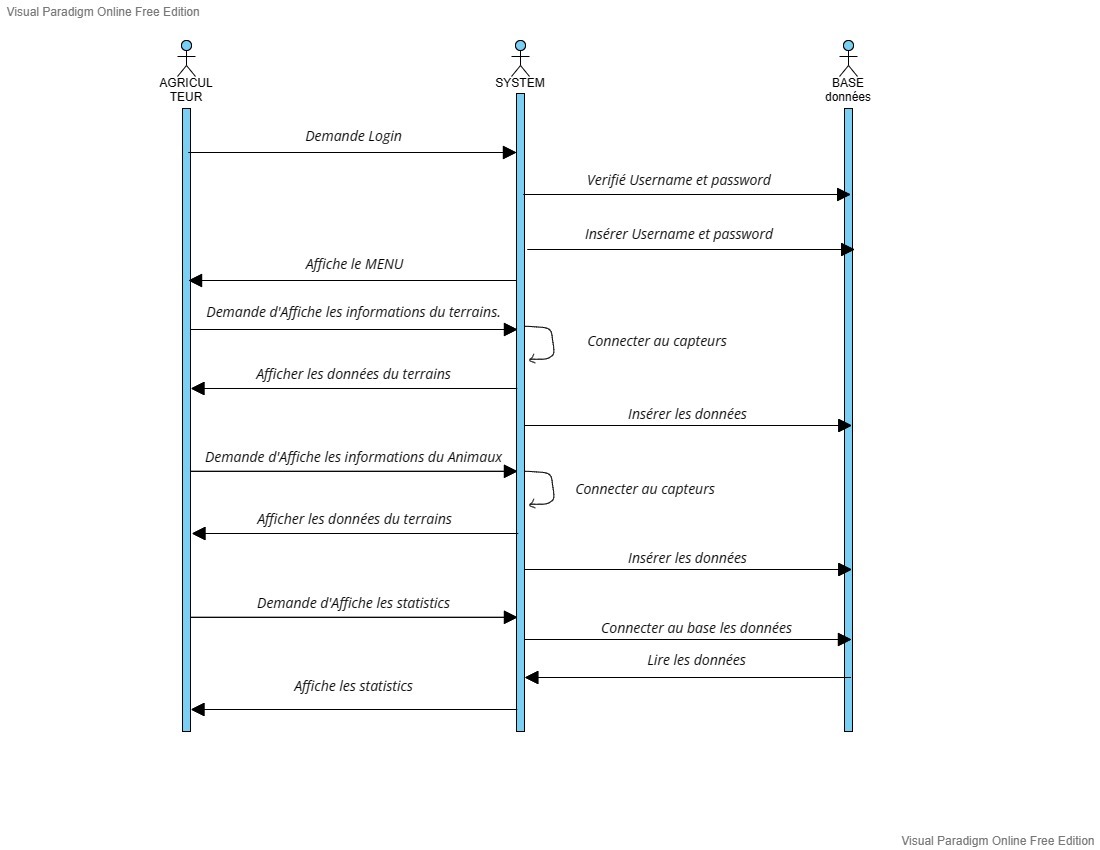 Visual Paradigm Online Free Edition
AGRICUL
TEUR
SYSTEM
BASE
données
Demande Login
Verifié Username et password
Insérer Username et password
Affiche le MENU
Demande d'Affiche les informations du terrains.
Connecter au capteurs
Afficher les données du terrains
Insérer les données
Demande d'Affiche les informations du Animaux
Connecter au capteurs
Afficher les données du terrains
Insérer les données
Demande d'Affiche les statistics
Connecter au base les données
Lire les données
Affiche les statistics
Visual Paradigm Online Free Edition